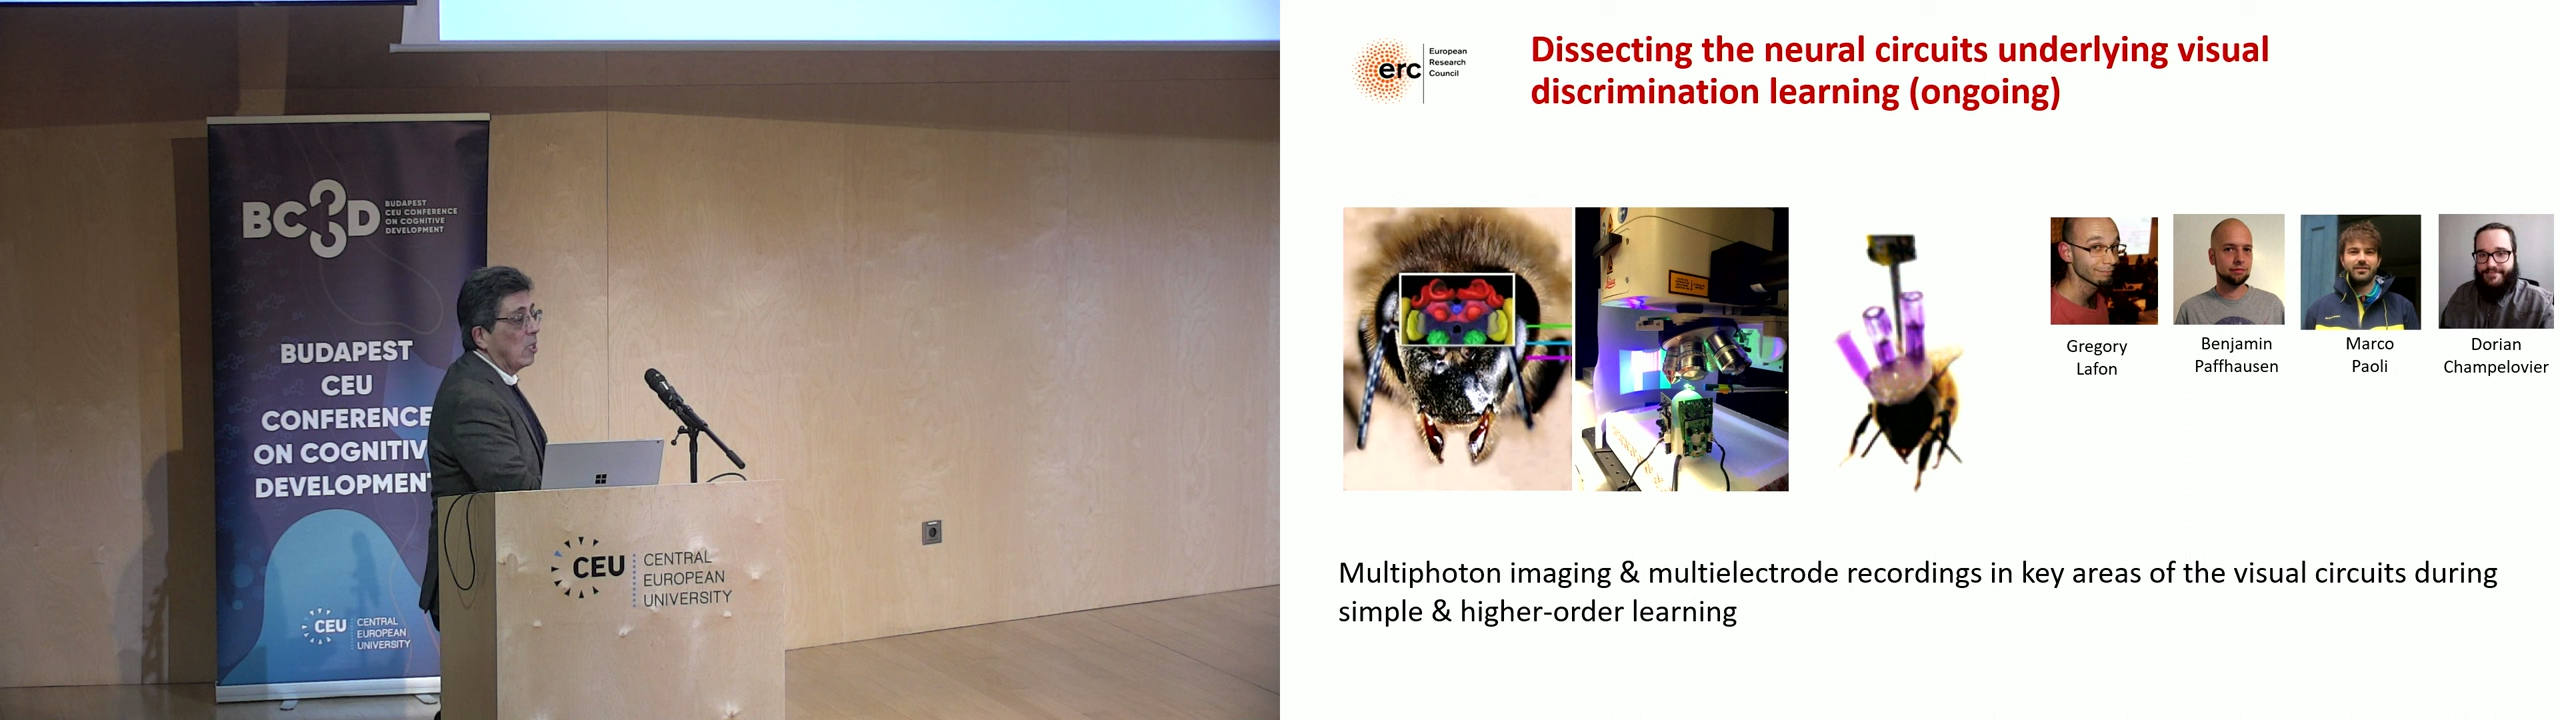 BC3D
BUDAPEST
CEU CONFERENCE
ON COGNITIVE
DEVELOPMENT
BUDAPEST
CEU
CONFERENCE
ON COGNITIV
DEVELOPMEN
CEU
CENTRAL
EUROPEAN
UNIVERSITY
CEU
CENTRAL
EUROPEAN
UNIVERSITY
erc
European
Research
Council
Dissecting the neural circuits underlying visual
discrimination learning (ongoing)
Gregory
Lafon
Benjamin
Paffhausen
Marco
Paoli
Dorian
Champelovier
Multiphoton imaging & multielectrode recordings in key areas of the visual circuits during
simple & higher-order learning